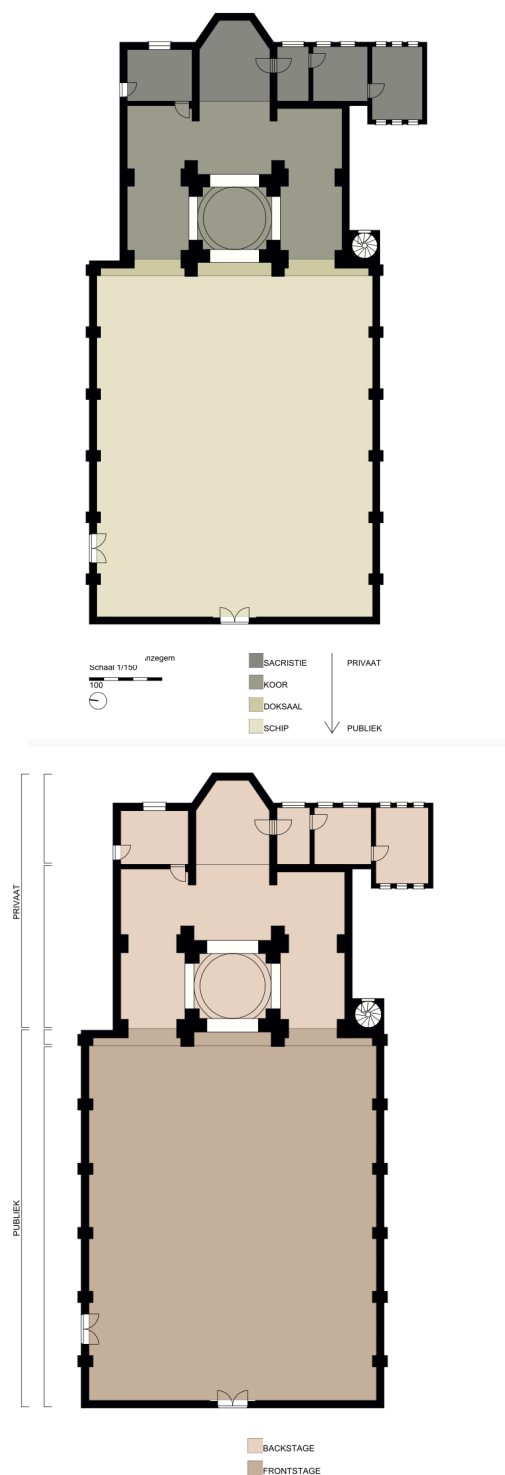 nzegem
Schaal 1/150
100
SACRISTIE
KOOR
DOKSAAL
SCHIP
PRIVAAT
PUBLIEK
PRIVAAT
PUBLIEK
BACKSTAGE
FRONTSTAGE